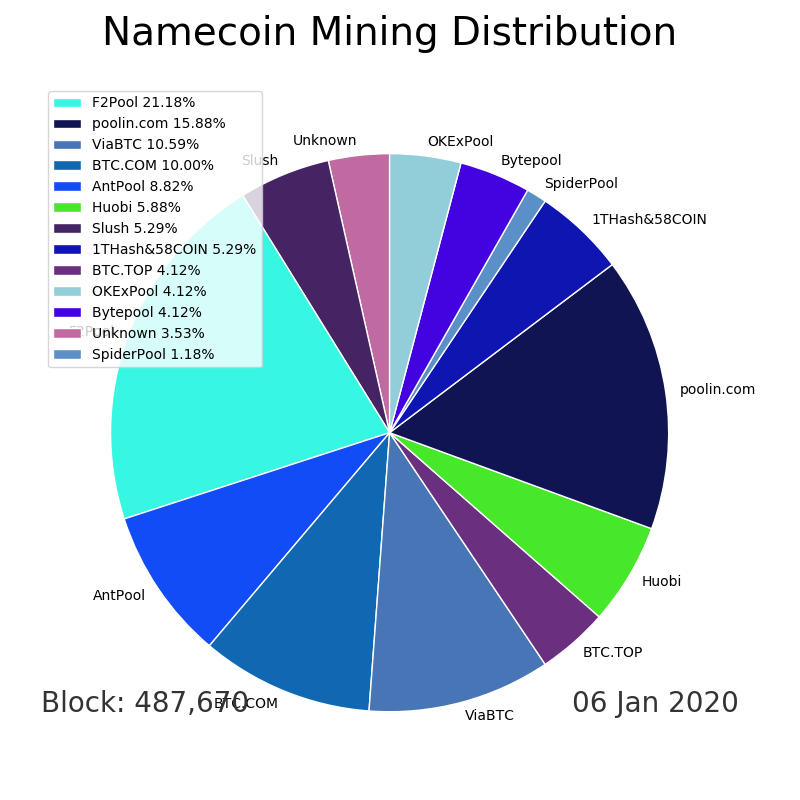 Namecoin Mining Distribution
F2Pool 21.18%
poolin.com 15.88%
ViaBTC 10.59%
BTC.COM 10.00%
AntPool 8.82%
Huobi 5.88%
Slush 5.29%
1THash&58COIN 5.29%
BTC.TOP 4.12%
OKExPool 4.12%
Bytepool 4.12%
Unknown 3.53%
SpiderPool 1.18%
Unknown
OKExPool
Slush
Bytepool
SpiderPool
1THash&58COIN
F2Pool
poolin.com
Huobi
AntPool
BTC.TOP
BTC.COM
ViaBTC
Block: 487,670
06 Jan 2020